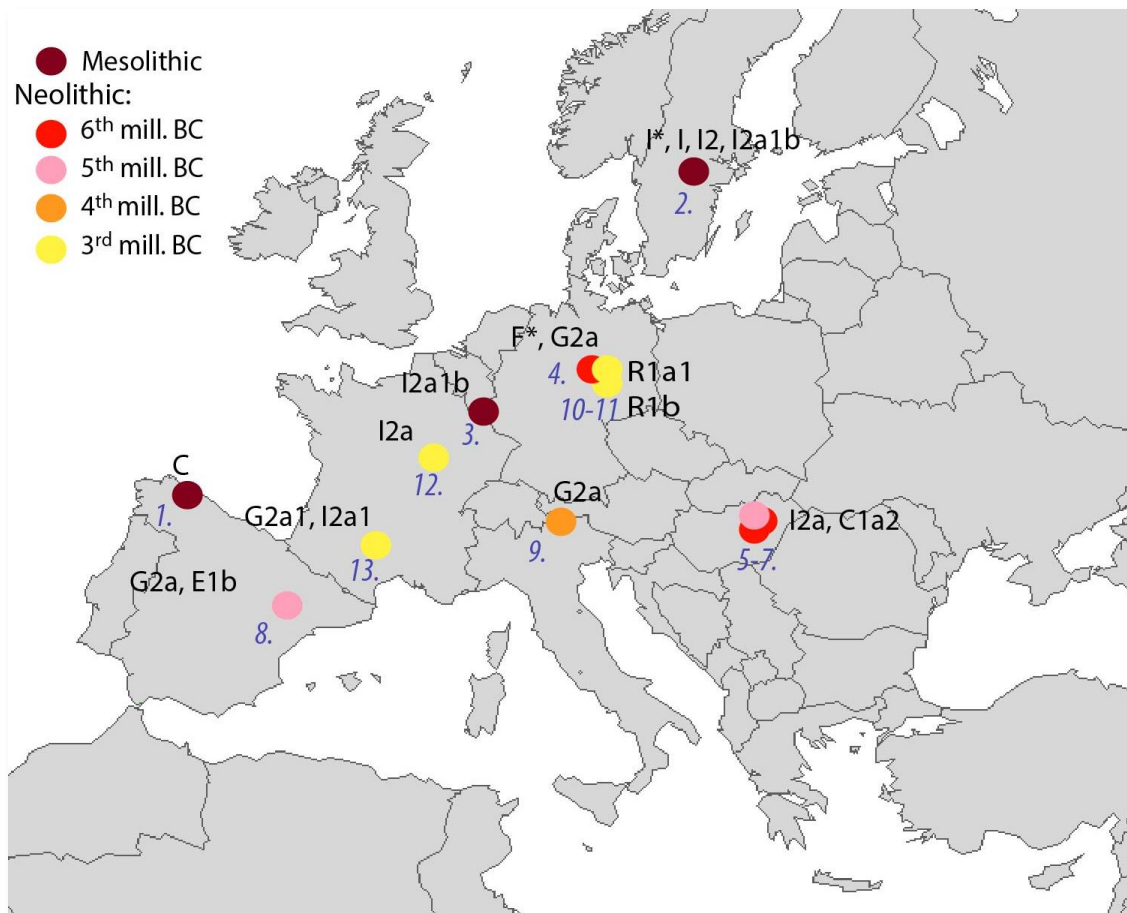 Mesolithic
Neolithic:
6th mill. BC
5th mill. BC
4th mill. BC
3rd mill. BC
I*, I, I2, I2a1b
2.
F*, G2a
4.
R1a1
10-11
R1b
I2a1b
3.
I2a
12.
C
1.
G2a
9.
I2a, C1a2
5-7.
G2a1, I2a1
13.
G2a, E1b
8.